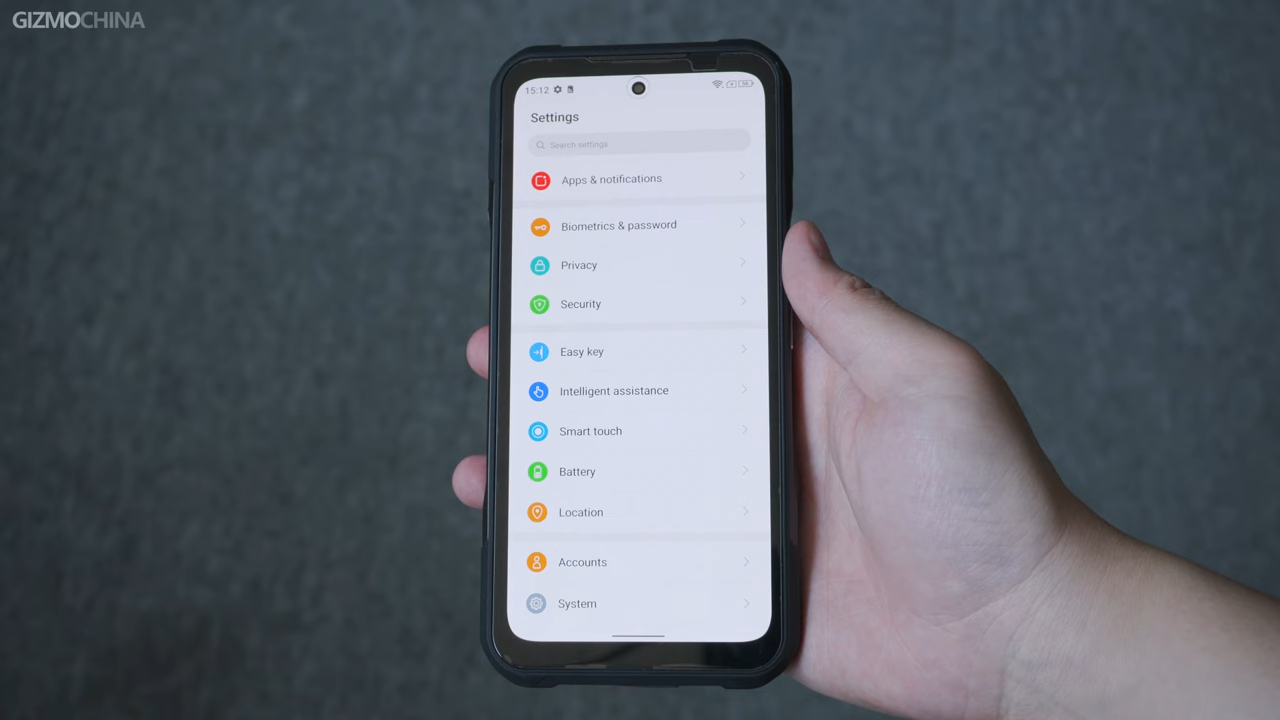 GIZMOCHINA
15:12
Settings
Search settings
Apps & notifications
Biometrics & password
Privacy
Security
Easy key
Intelligent assistance
Smart touch
Battery
Location
Accounts
System